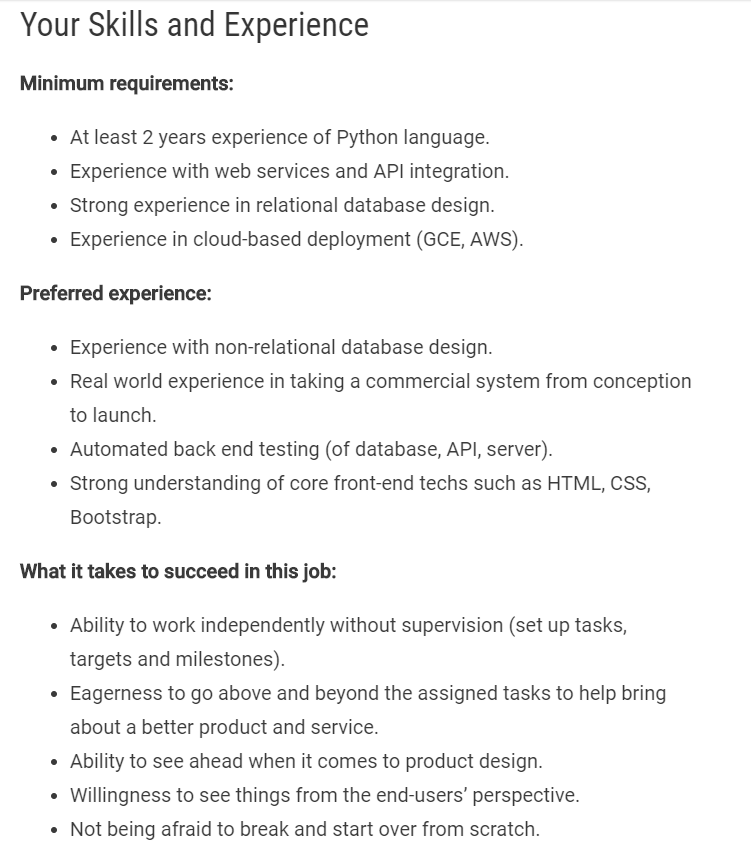 Your Skills and Experience
Minimum requirements:
• At least 2 years experience of Python language.
• Experience with web services and API integration.
• Strong experience in relational database design.
• Experience in cloud-based deployment (GCE, AWS).
Preferred experience:
• Experience with non-relational database design.
• Real world experience in taking a commercial system from conception
to launch.
• Automated back end testing (of database, API, server).
• Strong understanding of core front-end techs such as HTML, CSS,
Bootstrap.
What it takes to succeed in this job:
• Ability to work independently without supervision (set up tasks,
targets and milestones).
• Eagerness to go above and beyond the assigned tasks to help bring
about a better product and service.
• Ability to see ahead when it comes to product design.
• Willingness to see things from the end-users’ perspective.
• Not being afraid to break and start over from scratch.